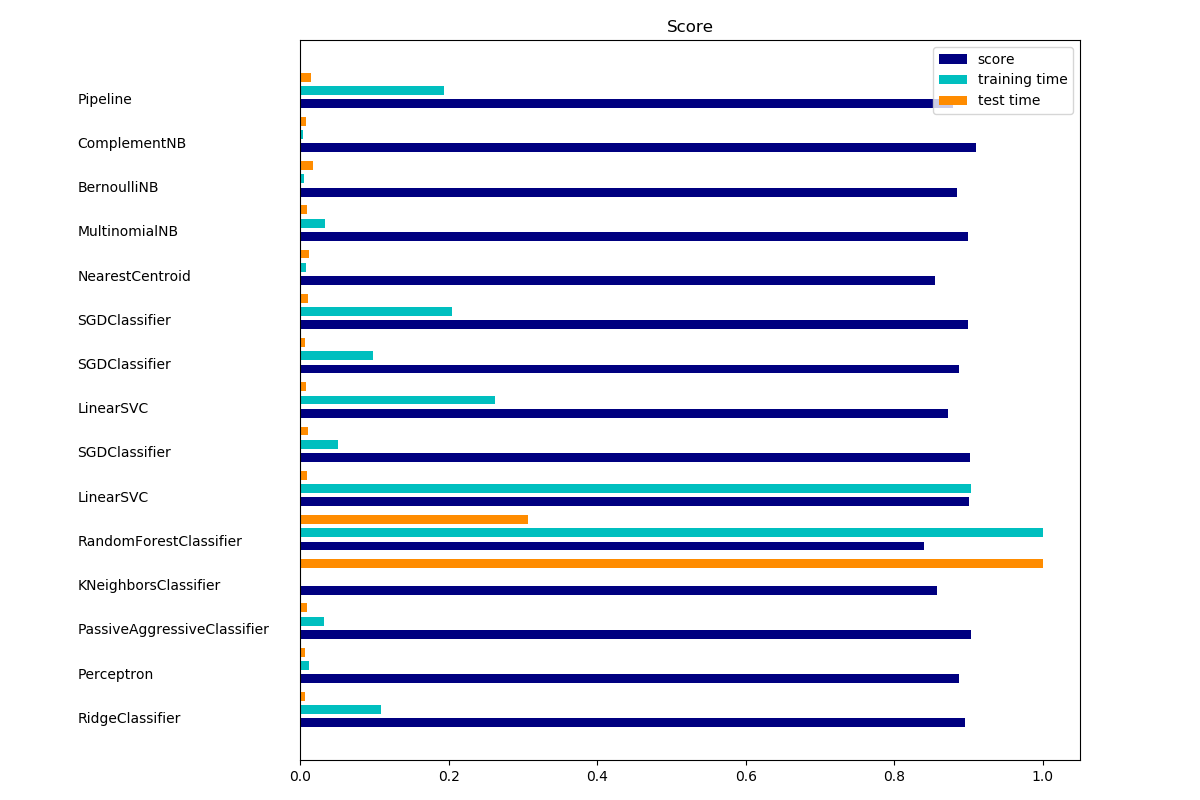 Score
score
training time
test time
Pipeline
ComplementNB
BernoulliNB
MultinomialNB
NearestCentroid
SGDClassifier
SGDClassifier
LinearSVC
SGDClassifier
LinearSVC
RandomForestClassifier
KNeighborsClassifier
PassiveAggressiveClassifier
Perceptron
RidgeClassifier
0.0 0.2 0.4 0.6 0.8 1.0